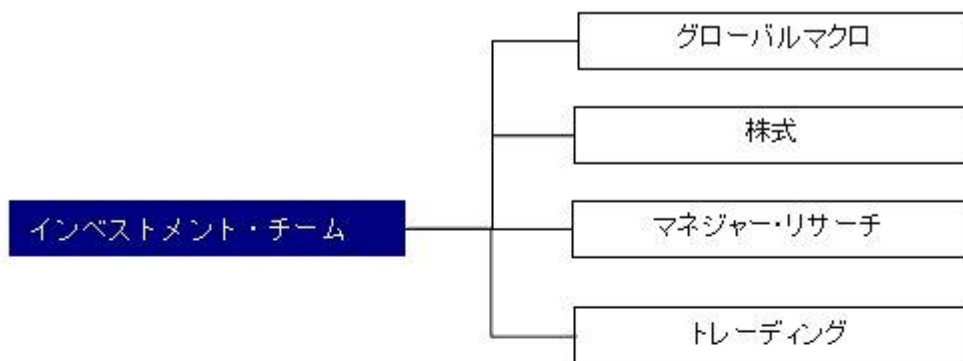 グローバルマクロ
株式
インベストメント・チーム
マネジャー・リサーチ
トレーディング